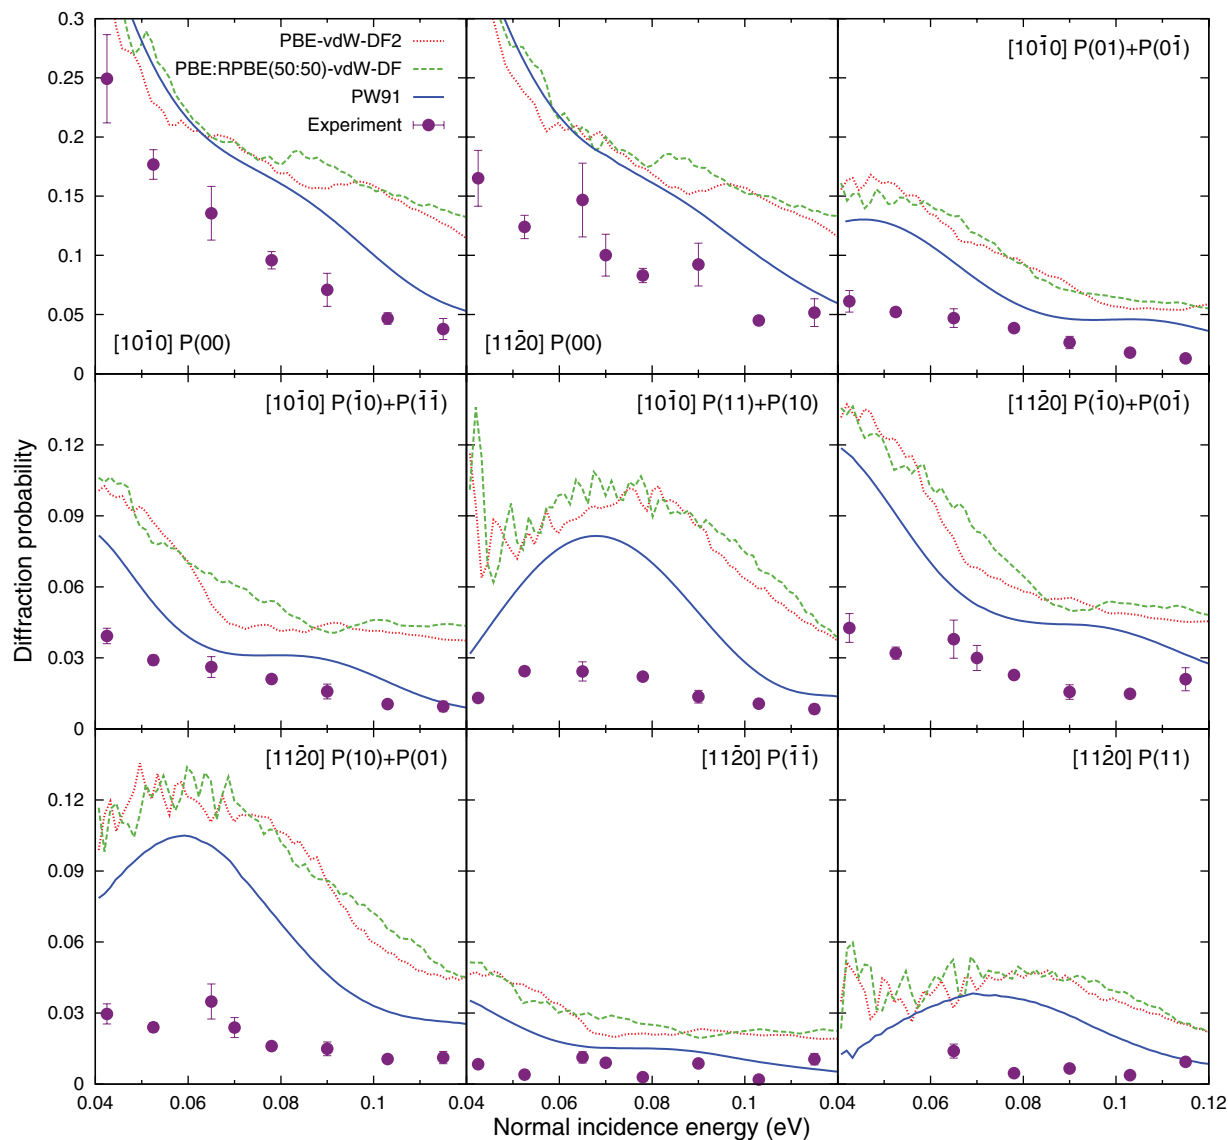 0.3
0.25
0.2
0.15
0.1
0.05
0
PBE-vdW-DF2
PBE:RPBE(50:50)-vdW-DF
PW91
Experiment
[101̄0] P(00)
[112̄0] P(00)
[101̄0] P(01)+P(01̄)
Diffraction probability
0.12
0.09
0.06
0.03
0
[101̄0] P(1̄0)+P(1̄1̄)
[101̄0] P(11)+P(10)
[112̄0] P(1̄0)+P(01̄)
0.12
0.09
0.06
0.03
0
[112̄0] P(10)+P(01)
[112̄0] P(1̄1̄)
[112̄0] P(11)
0.04 0.06 0.08 0.1 0.04 0.06 0.08 0.1 0.04 0.06 0.08 0.1 0.12
Normal incidence energy (eV)